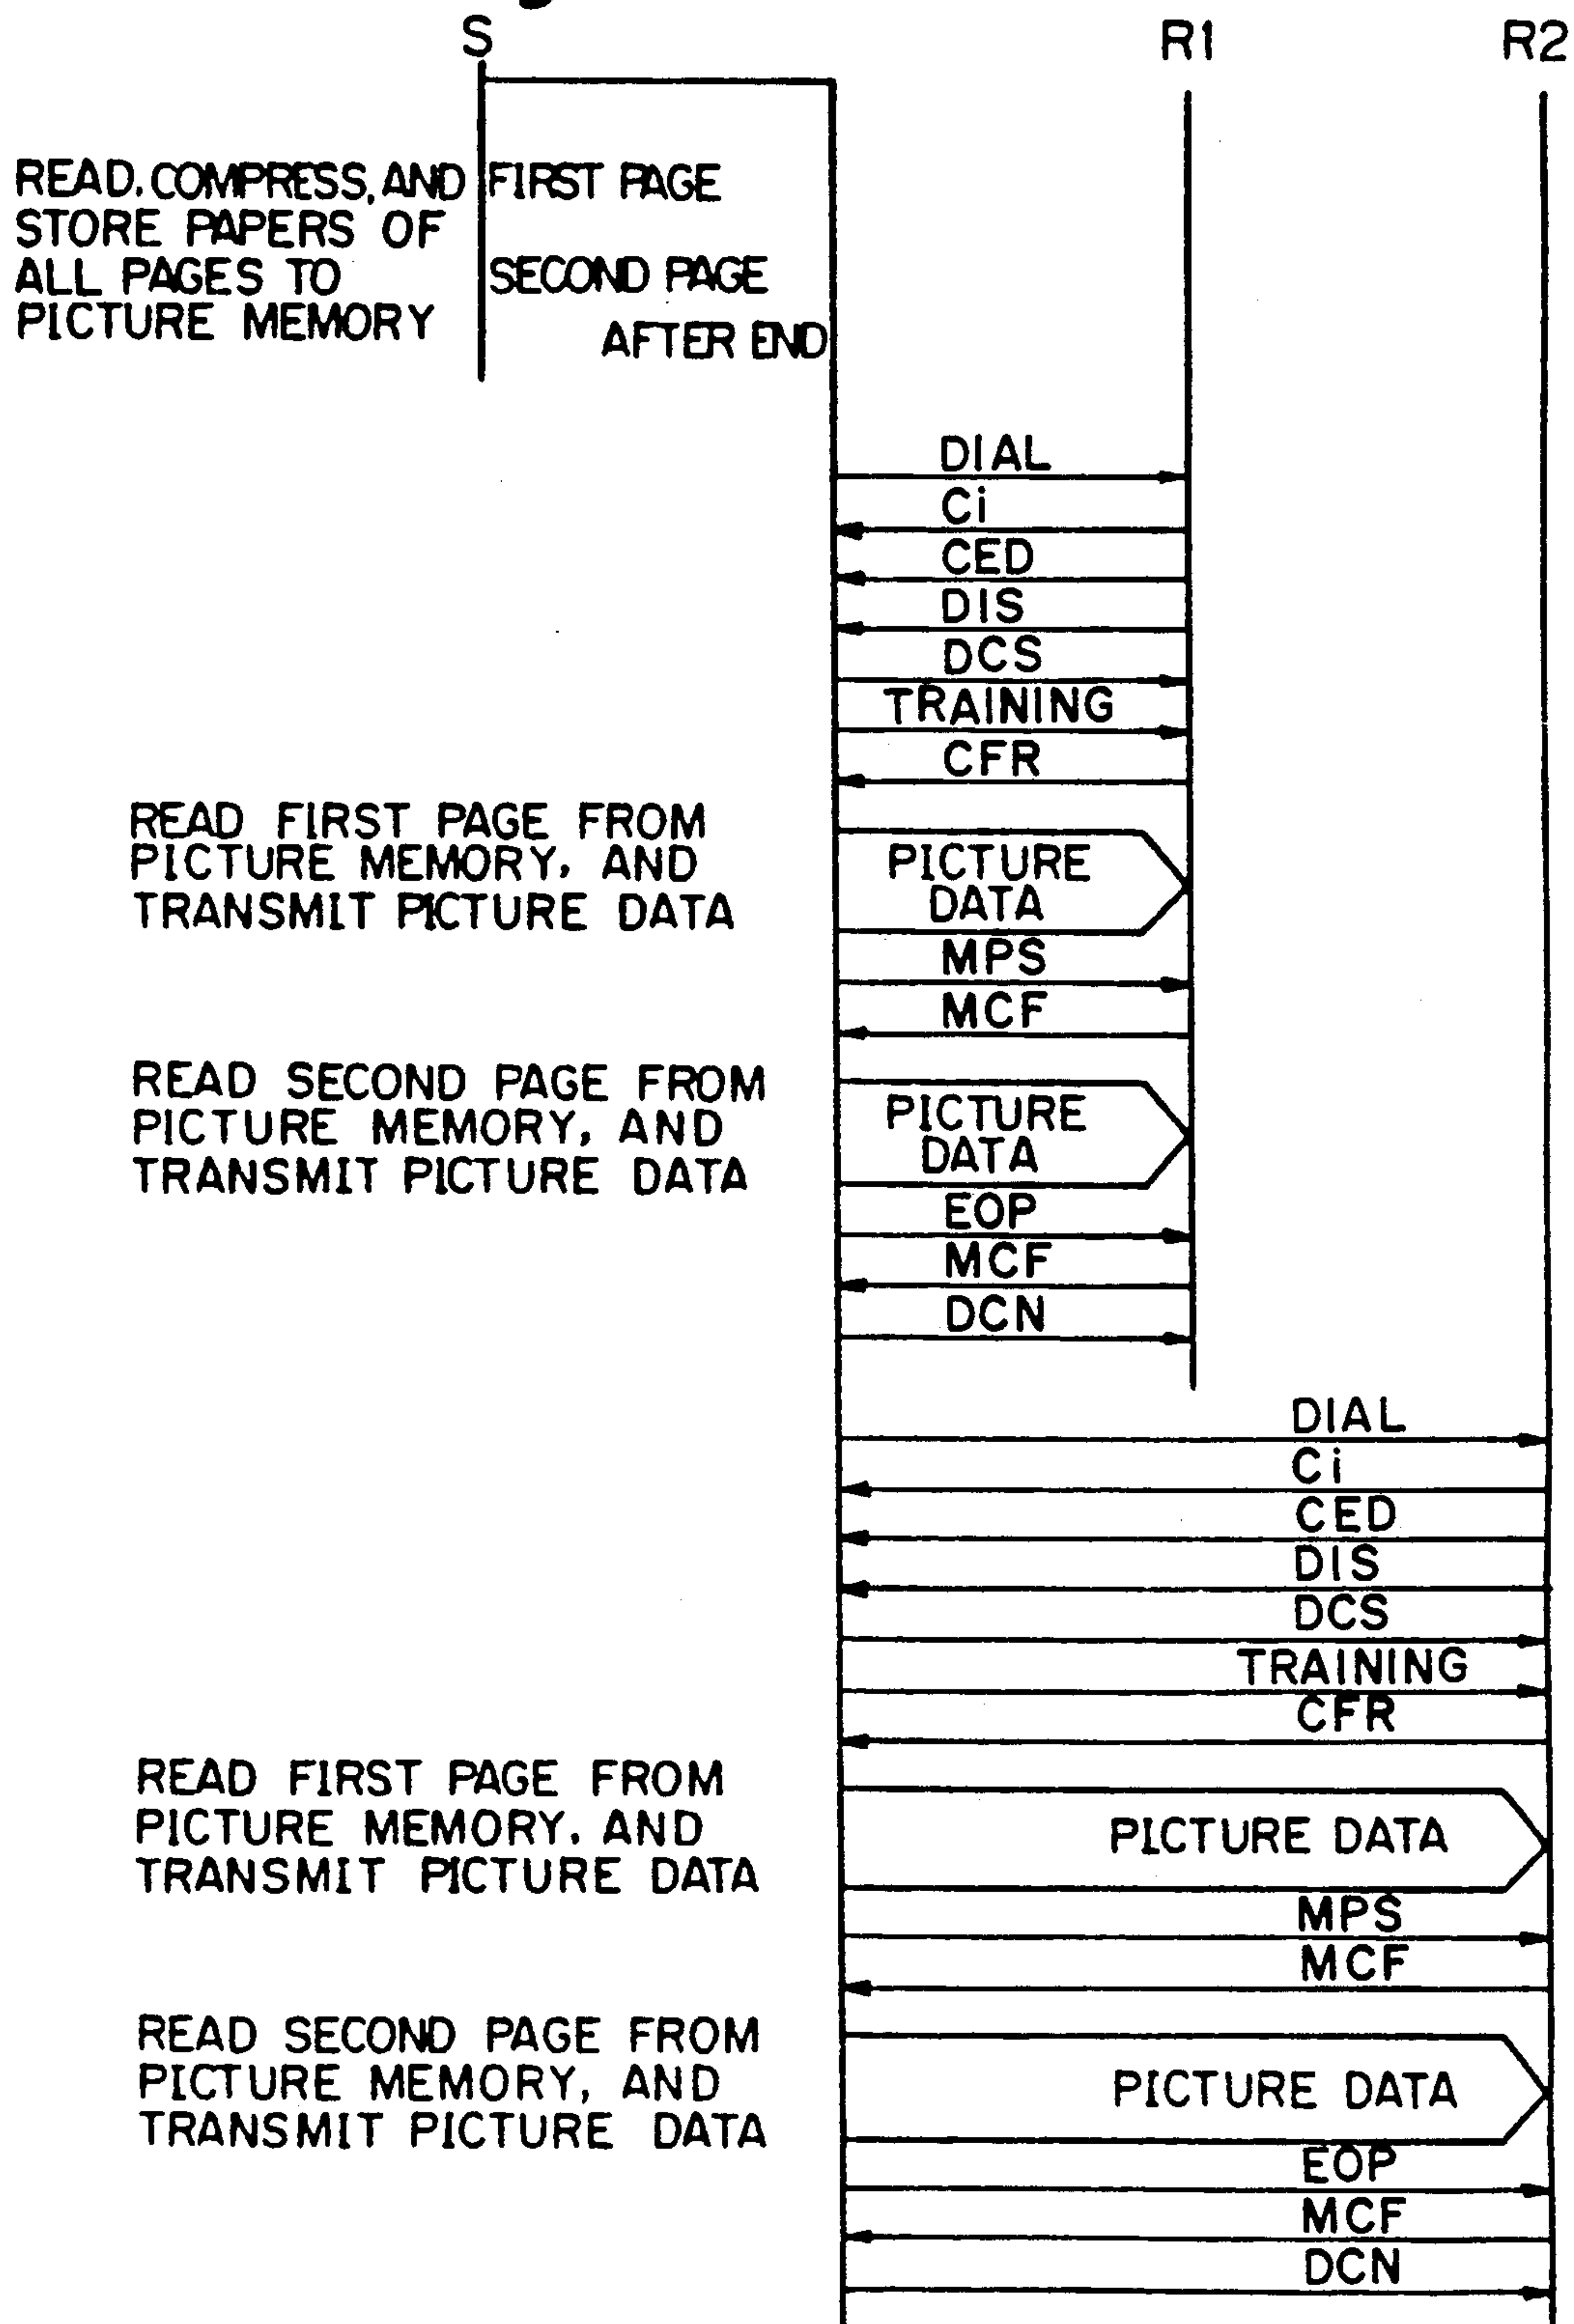 S R1 R2
READ, COMPRESS, AND FIRST PAGE
STORE PAPERS OF
ALL PAGES TO SECOND PAGE
PICTURE MEMORY AFTER END
DIAL
Ci
CED
DIS
DCS
TRAINING
CFR
READ FIRST PAGE FROM
PICTURE MEMORY, AND
TRANSMIT PICTURE DATA
PICTURE
DATA
MPS
MCF
READ SECOND PAGE FROM
PICTURE MEMORY, AND
TRANSMIT PICTURE DATA
PICTURE
DATA
EOP
MCF
DCN
DIAL
Ci
CED
DIS
DCS
TRAINING
CFR
READ FIRST PAGE FROM
PICTURE MEMORY, AND
TRANSMIT PICTURE DATA
PICTURE DATA
MPS
MCF
READ SECOND PAGE FROM
PICTURE MEMORY, AND
TRANSMIT PICTURE DATA
PICTURE DATA
EOP
MCF
DCN